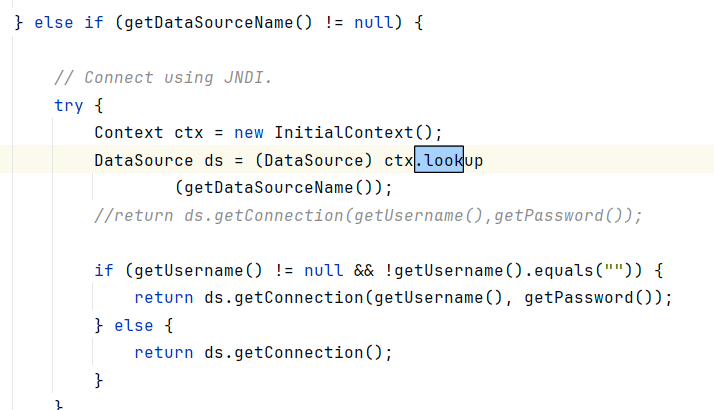 } else if (getDataSourceName() != null) {
// Connect using JNDI.
try {
Context ctx = new InitialContext();
DataSource ds = (DataSource) ctx.lookup
(getDataSourceName());
//return ds.getConnection(getUsername(),getPassword());
if (getUsername() != null && !getUsername().equals("")) {
return ds.getConnection(getUsername(), getPassword());
} else {
return ds.getConnection();
}
}